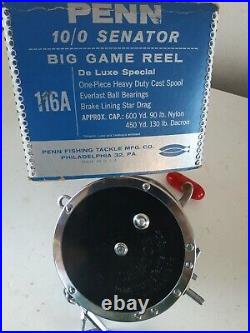 PENN
10/0 SENATOR
BIG GAME REEL
De Luxe Special
116A
One-Piece Heavy Duty Cast Spool
Everlast Ball Bearings
Brake Lining Star Drag
APPROX. CAP.: 600 Yd. 90 lb. Nylon
450 Yd. 130 lb. Dacron
PENN FISHING TACKLE MFG. CO.
PHILADELPHIA 32, PA.